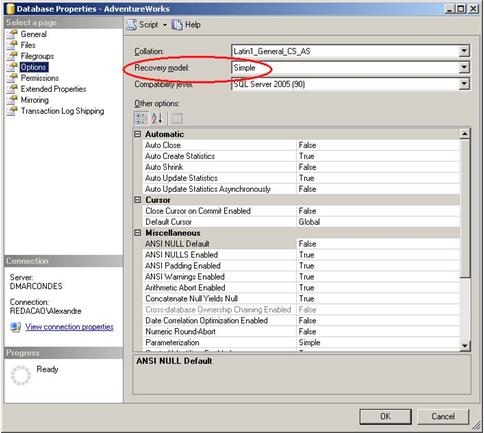 Database Properties - AdventureWorks
Select a page
General
Files
Filegroups
Options
Permissions
Extended Properties
Mirroring
Transaction Log Shipping
Script Help
Collation: Latin1_General_CS_AS
Recovery model: Simple
Compatibility level: SQL Server 2005 (90)
Other options:
Automatic
Auto Close False
Auto Create Statistics True
Auto Shrink False
Auto Update Statistics True
Auto Update Statistics Asynchronously False
Cursor
Close Cursor on Commit Enabled False
Default Cursor Global
Miscellaneous
ANSI NULL Default False
ANSI NULLS Enabled True
ANSI Padding Enabled True
ANSI Warnings Enabled True
Arithmetic Abort Enabled True
Concatenate Null Yields Null True
Cross-database Ownership Chaining Enabled False
Date Correlation Optimization Enabled False
Numeric Round-Abort False
Parameterization Simple
ANSI NULL Default
Connection
Server:
DMARCONDES
Connection:
REDACAO\Alexandre
View connection properties
Progress
Ready
OK Cancel